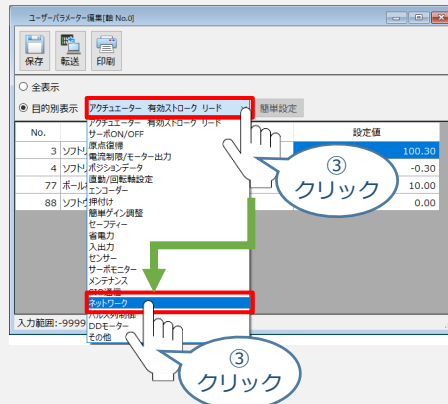 ユーザーパラメーター編集[軸 No.0]
保存 転送 印刷
全表示
目的別表示 アクチュエーター 有効ストローク リード 簡単設定
No. 設定値
3 ソフトリ 100.30
4 ソフトリ -0.30
77 ボール 10.00
88 ソフトウ 0.00
アクチュエーター 有効ストローク リード
サーボON/OFF
原点復帰
電流制限/モーター出力
ポジションデータ
直動/回転軸設定
エンコーダー
押付け
簡単ゲイン調整
セーフティー
省電力
入出力
センサー
サーボモニター
メンテナンス
ネットワーク
パルス列制御
DDモーター
その他
入力範囲:-9999
③
クリック
③
クリック